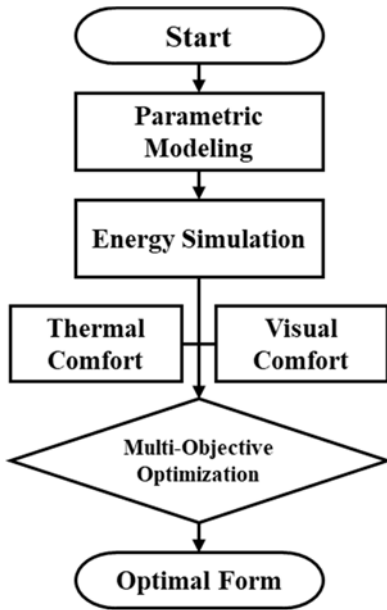 Start
Parametric
Modeling
Energy Simulation
Thermal
Comfort
Visual
Comfort
Multi-Objective
Optimization
Optimal Form